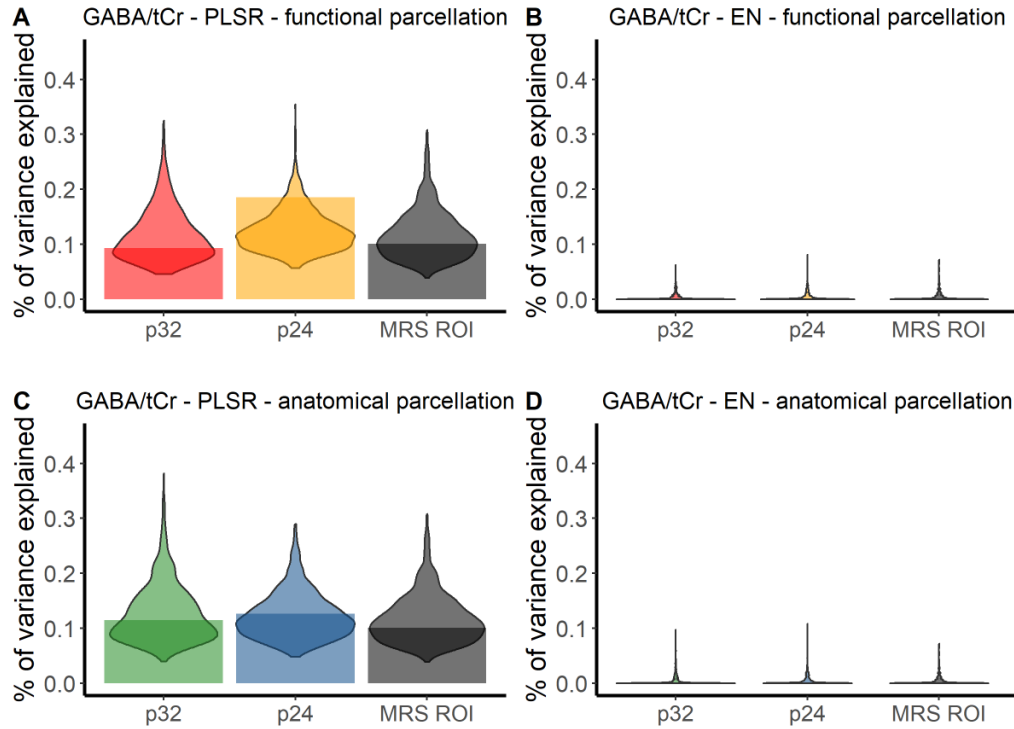 A GABA/tCr - PLSR - functional parcellation
% of variance explained
0.4
0.3
0.2
0.1
0.0
p32 p24 MRS ROI
B GABA/tCr - EN - functional parcellation
% of variance explained
0.4
0.3
0.2
0.1
0.0
p32 p24 MRS ROI
C GABA/tCr - PLSR - anatomical parcellation
% of variance explained
0.4
0.3
0.2
0.1
0.0
p32 p24 MRS ROI
D GABA/tCr - EN - anatomical parcellation
% of variance explained
0.4
0.3
0.2
0.1
0.0
p32 p24 MRS ROI